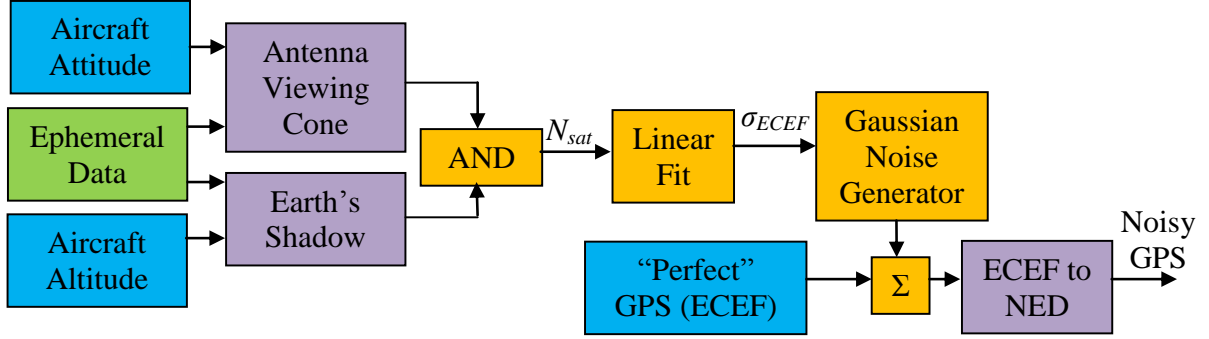 Aircraft
Attitude
Antenna
Viewing
Cone
Ephemeral
Data
Earth’s
Shadow
Aircraft
Altitude
AND
N_sat
Linear
Fit
σ_ECEF
Gaussian
Noise
Generator
“Perfect”
GPS (ECEF)
Σ
ECEF to
NED
Noisy
GPS